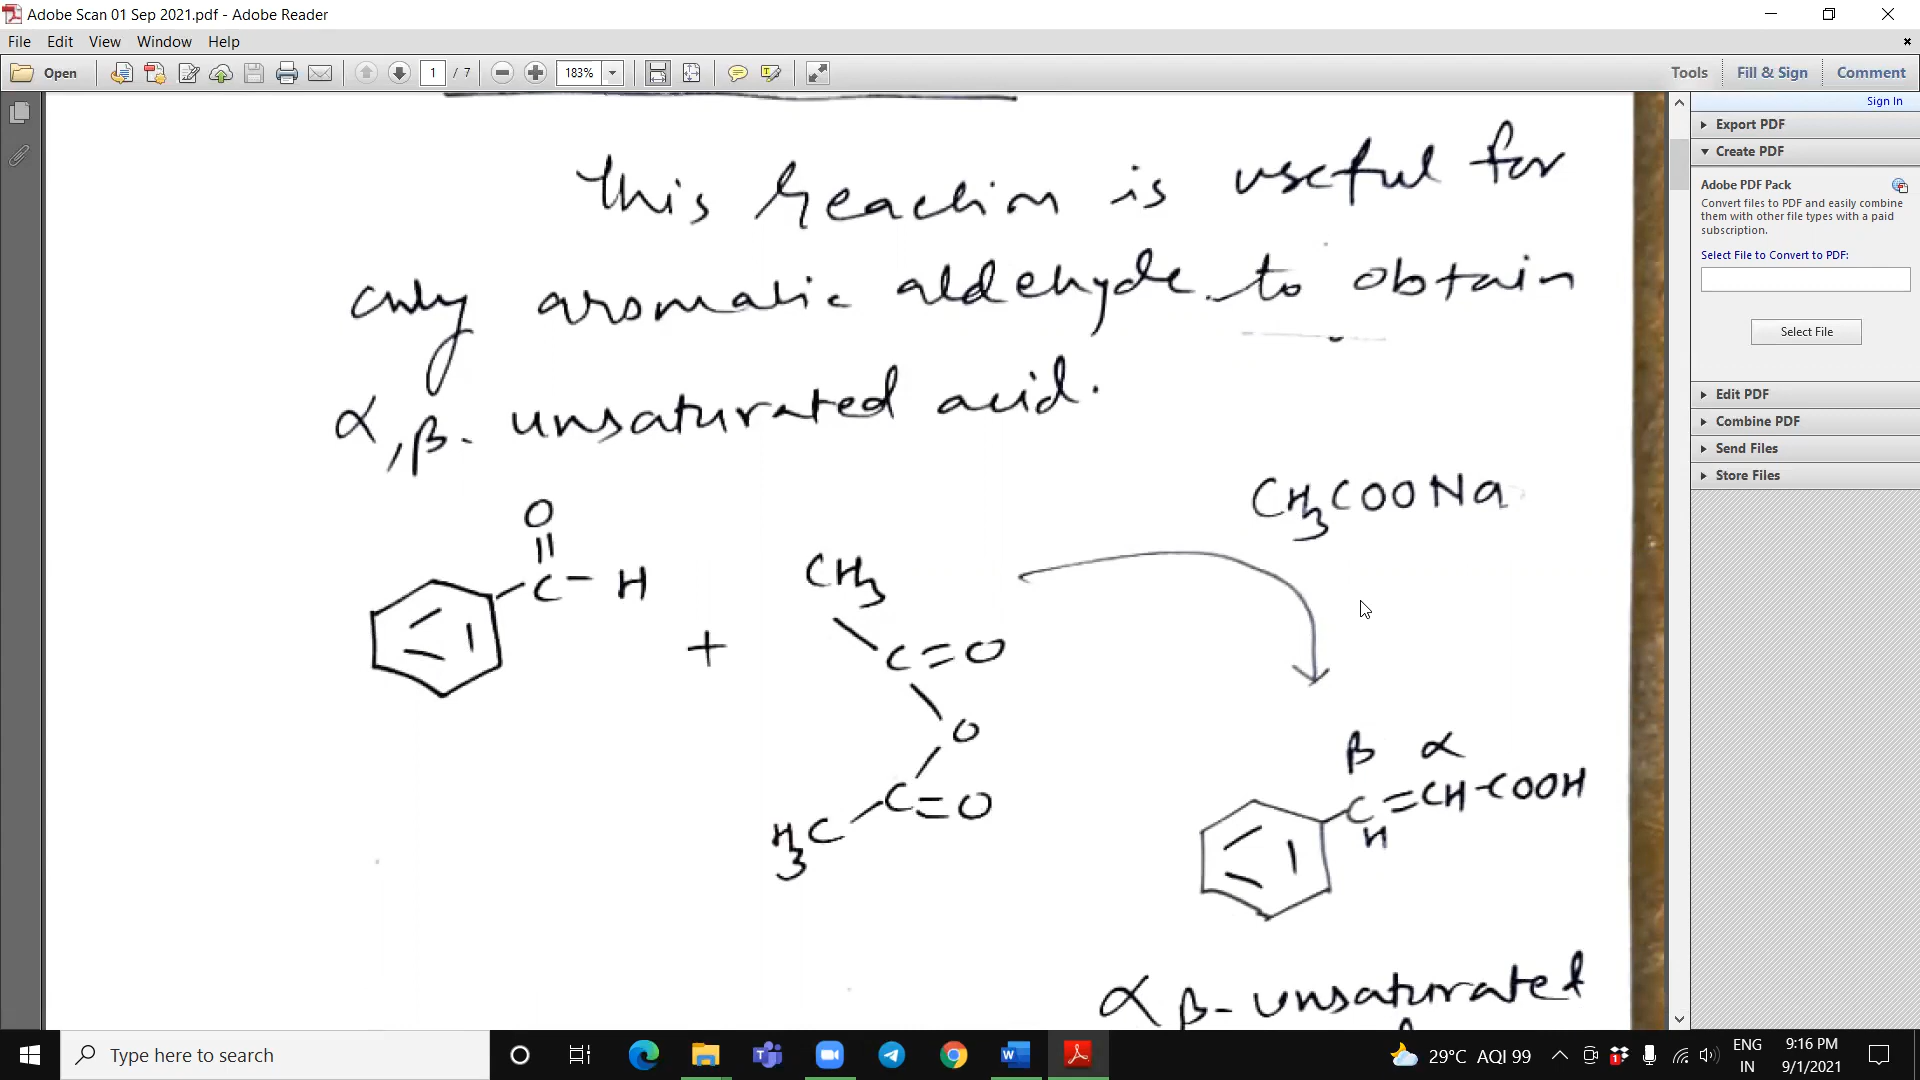 Adobe Scan 01 Sep 2021.pdf - Adobe Reader
File Edit View Window Help
Open 1 / 7 183% Tools Fill & Sign Comment
Sign In
Export PDF
Create PDF
Adobe PDF Pack
Convert files to PDF and easily combine
them with other file types with a paid
subscription.
Select File to Convert to PDF:
Select File
Edit PDF
Combine PDF
Send Files
Store Files
This reaction is useful for
only aromatic aldehyde to obtain
α,β- unsaturated acid.
CH3COONa
O
C - H
+
CH3
C=O
O
C=O
H3C
β α
C=CH-COOH
H
α β- unsaturated
Type here to search
29°C AQI 99
ENG
IN
9:16 PM
9/1/2021